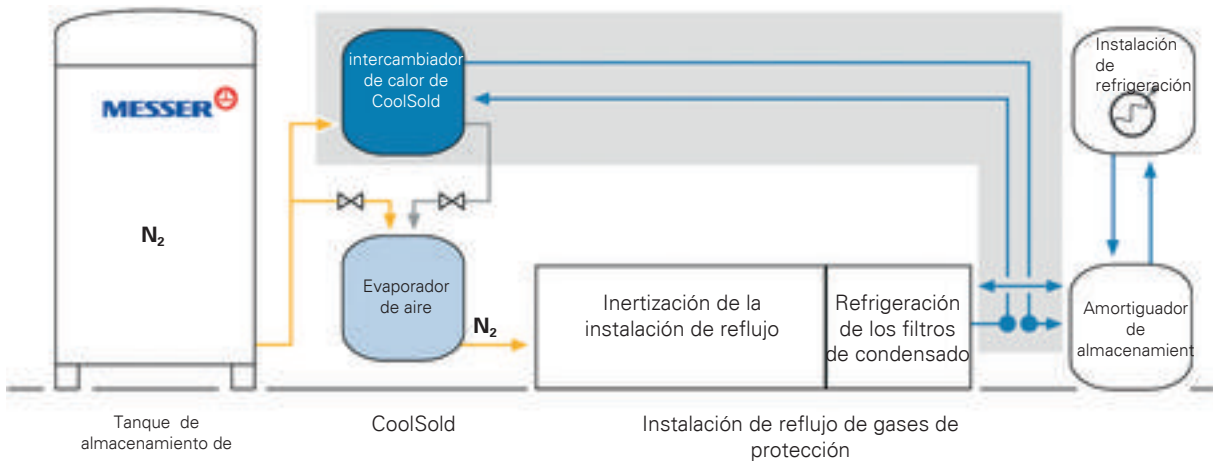 MESSER
N₂
intercambiador
de calor de
CoolSold
Evaporador
de aire
N₂
Inertización de la
instalación de reflujo
Refrigeración
de los filtros
de condensado
Instalación
de
refrigeración
Amortiguador
de
almacenamient
Tanque de
almacenamiento de
CoolSold
Instalación de reflujo de gases de
protección